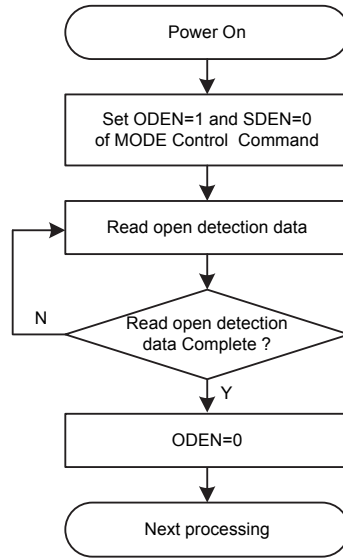 Power On
Set ODEN=1 and SDEN=0
of MODE Control Command
Read open detection data
N
Read open detection
data Complete ?
Y
ODEN=0
Next processing